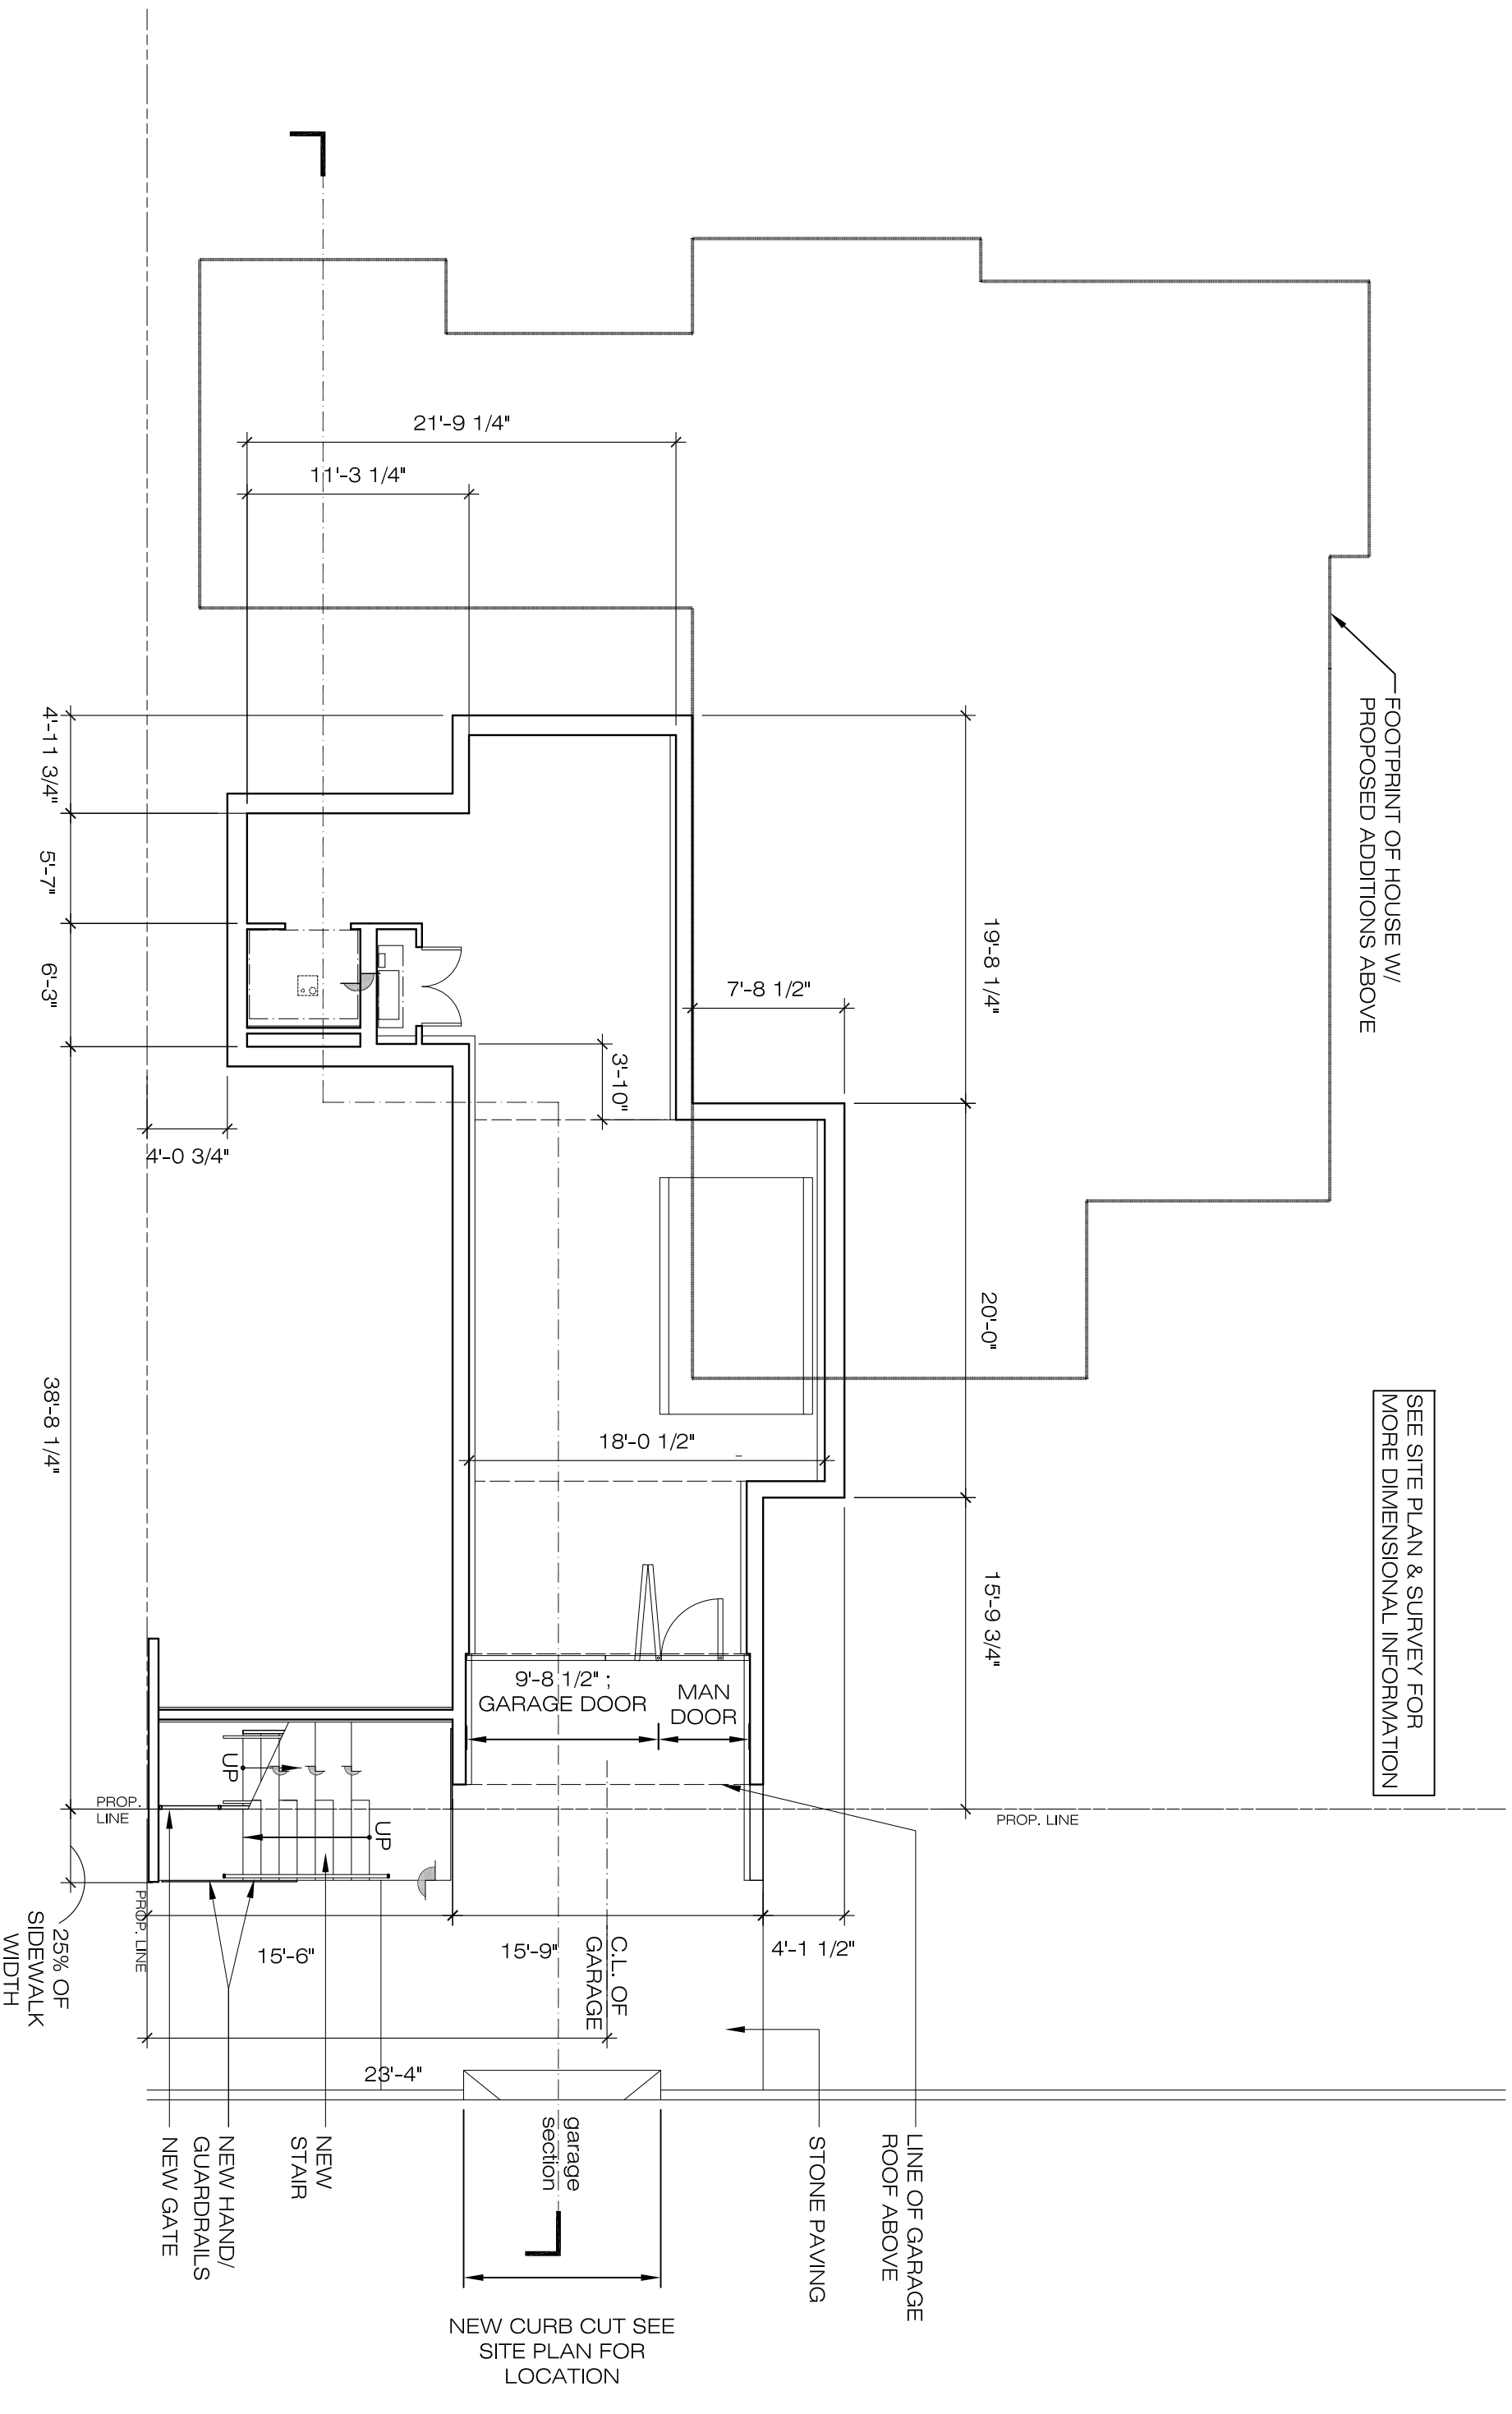 21'-9 1/4"
11'-3 1/4"
FOOTPRINT OF HOUSE W/
PROPOSED ADDITIONS ABOVE
4'-11 3/4"
5'-7"
6'-3"
38'-8 1/4"
19'-8 1/4"
20'-0"
15'-9 3/4"
7'-8 1/2"
3'-10"
4'-0 3/4"
SEE SITE PLAN & SURVEY FOR
MORE DIMENSIONAL INFORMATION
18'-0 1/2"
9'-8 1/2" ;
GARAGE DOOR
MAN
DOOR
UP
UP
PROP.
LINE
PROP. LINE
PROP. LINE
25% OF
SIDEWALK
WIDTH
15'-6"
15'-9"
4'-1 1/2"
C.L. OF
GARAGE
23'-4"
garage
section
LINE OF GARAGE
ROOF ABOVE
STONE PAVING
NEW
STAIR
NEW HAND/
GUARDRAILS
NEW GATE
NEW CURB CUT SEE
SITE PLAN FOR
LOCATION